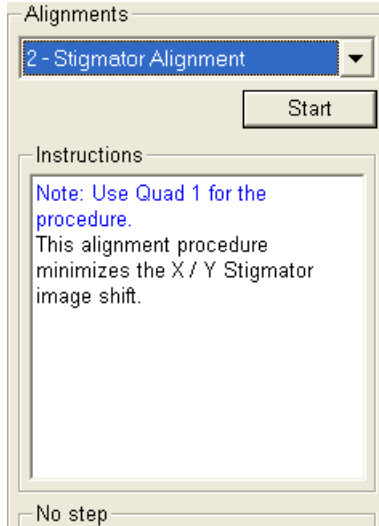 Alignments
2 - Stigmator Alignment
Start
Instructions
Note: Use Quad 1 for the
procedure.
This alignment procedure
minimizes the X / Y Stigmator
image shift.
No step